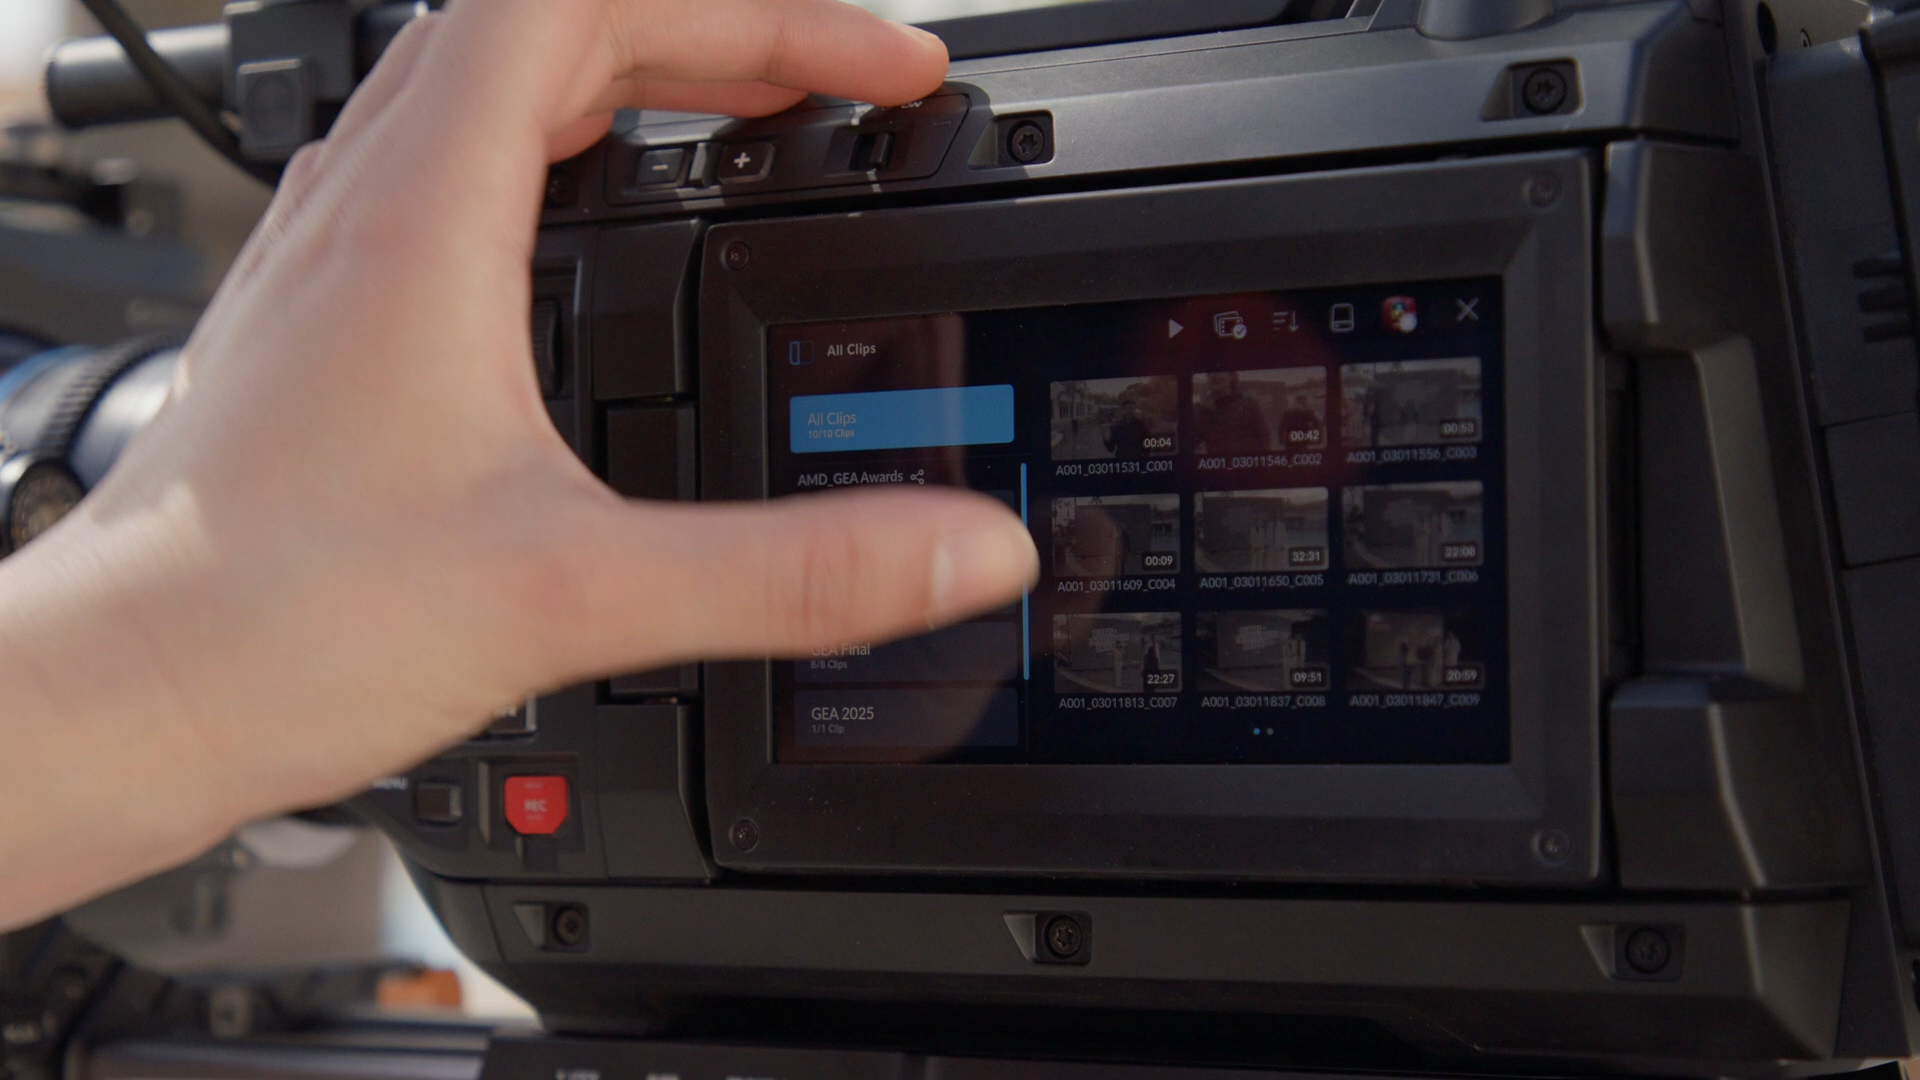 All Clips
All Clips
10/10 Clips
AMD_GEA Awards
GEA Final
8/8 Clips
GEA 2025
1/1 Clip
00:04
00:42
00:53
A001_03011531_C001
A001_03011546_C002
A001_03011556_C003
00:09
32:31
22:08
A001_03011609_C004
A001_03011650_C005
A001_03011731_C006
22:27
09:51
20:59
A001_03011813_C007
A001_03011837_C008
A001_03011847_C009
MENU
REC